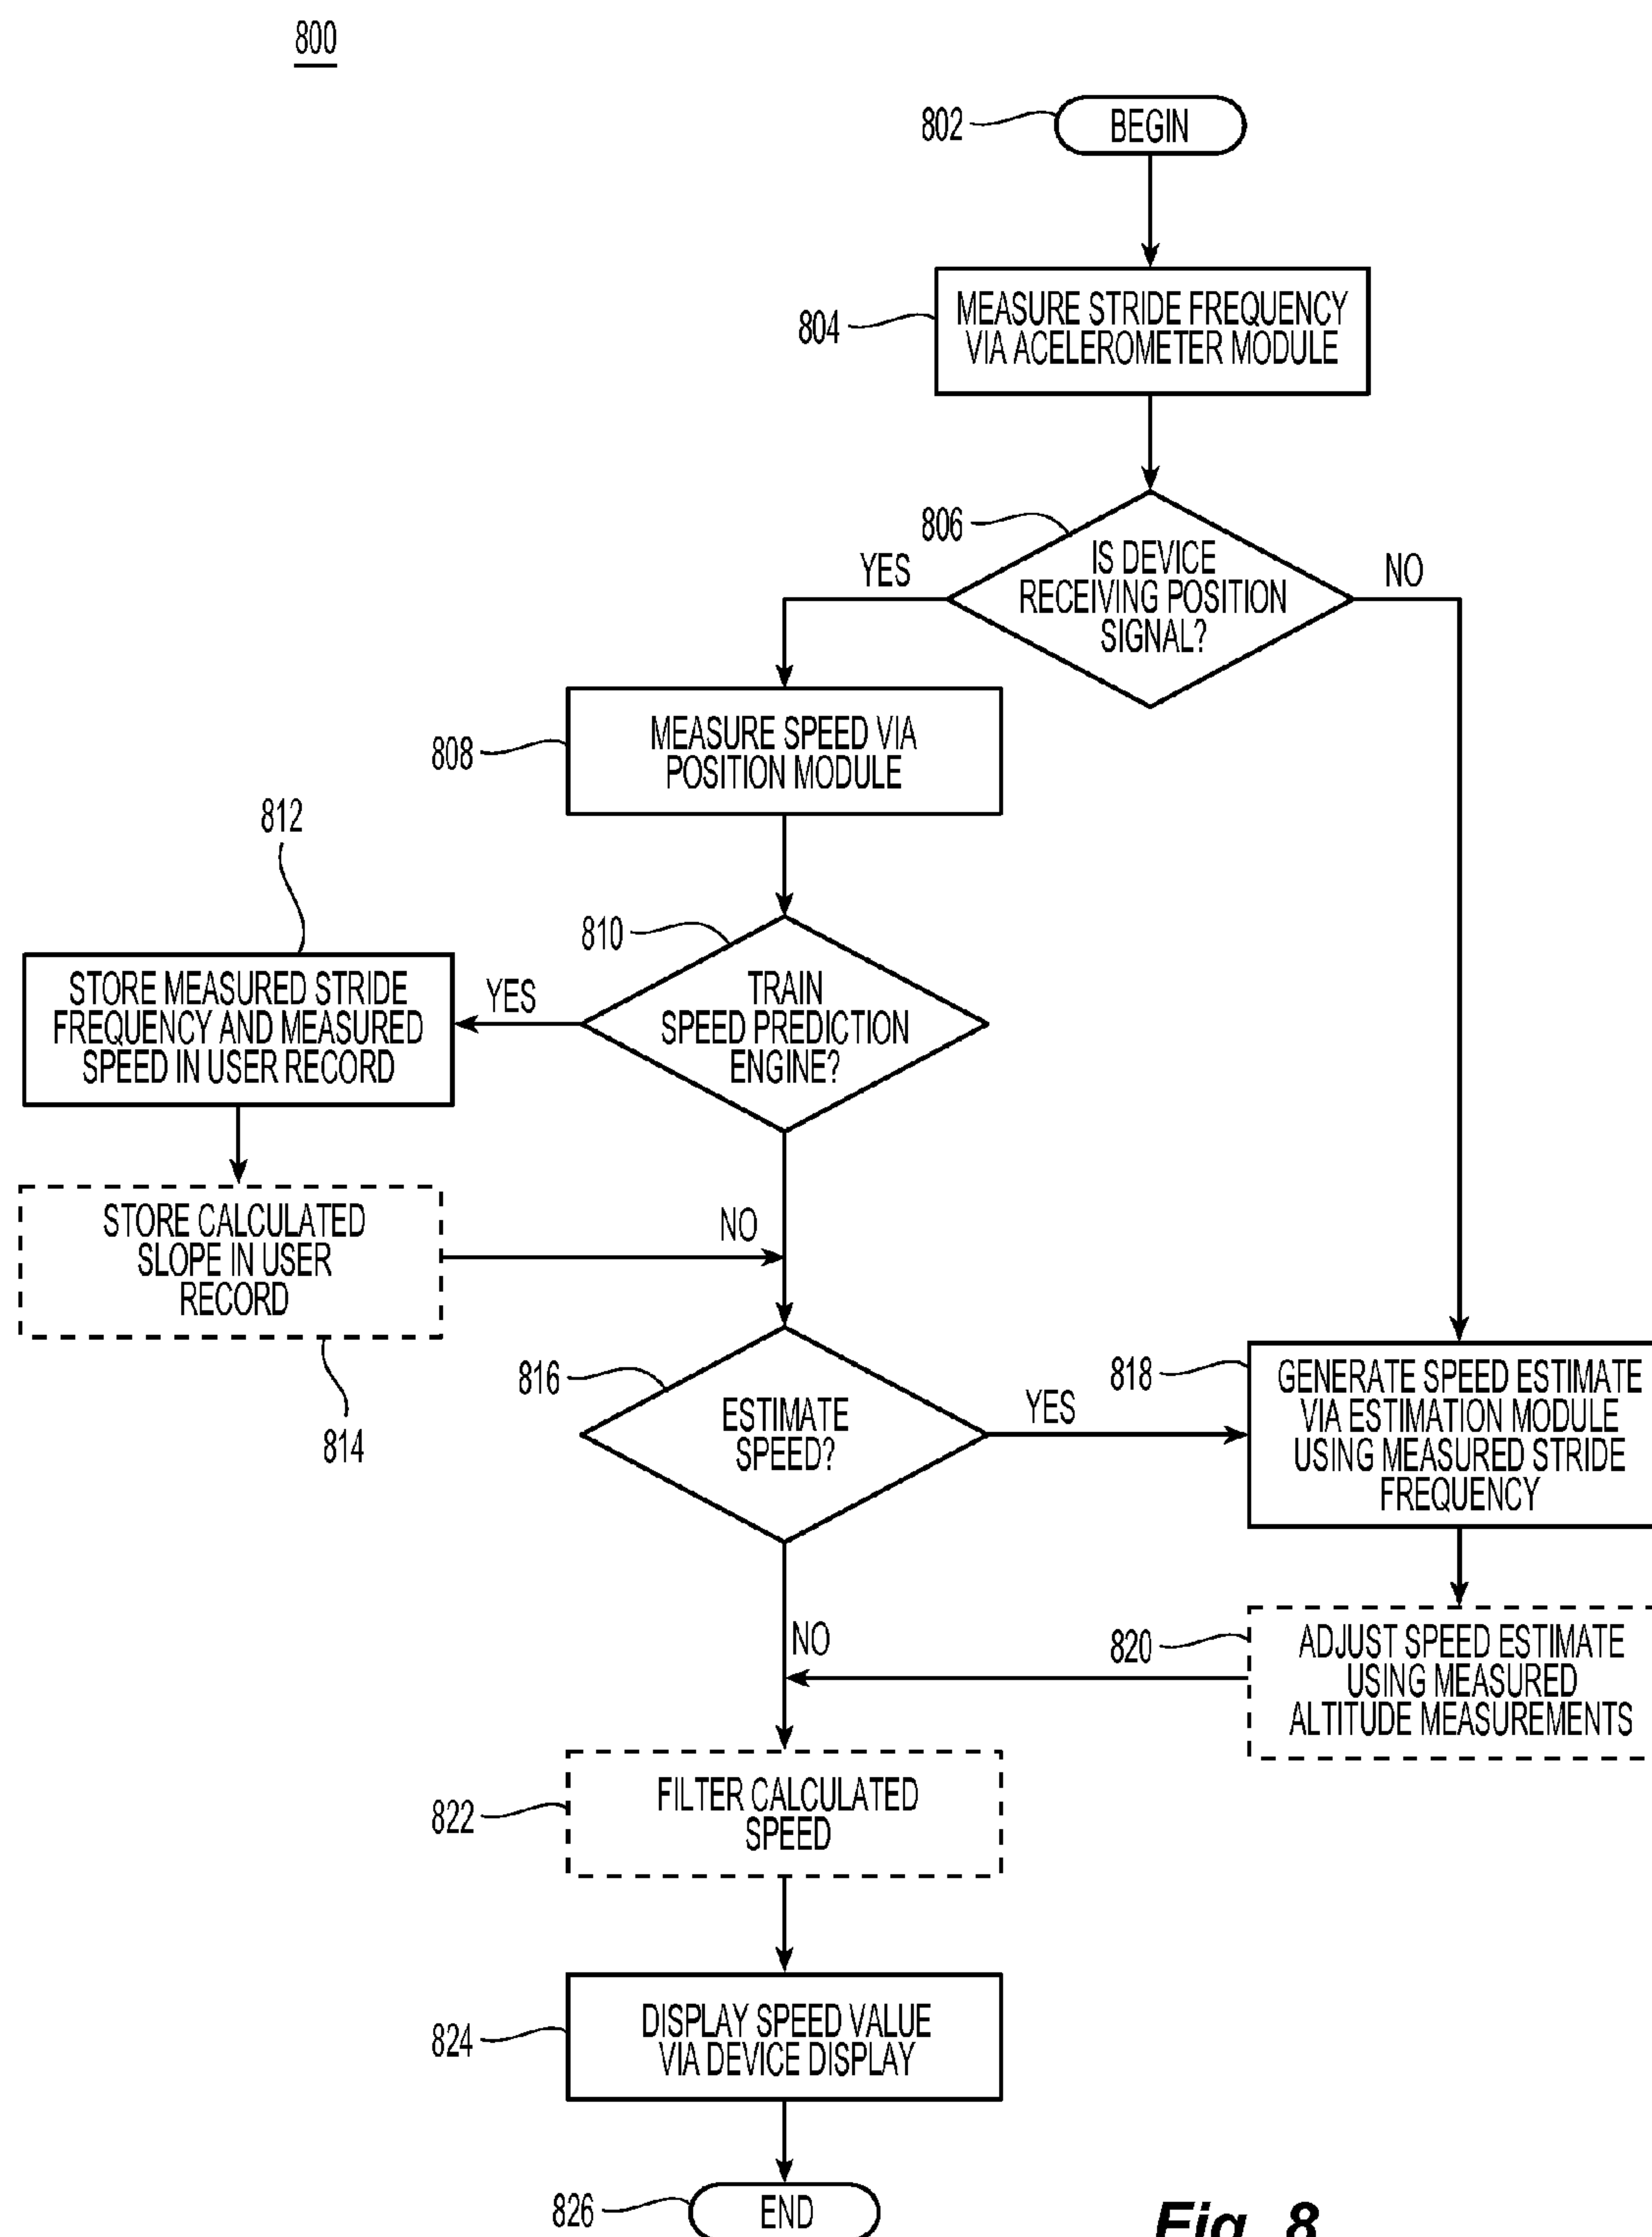 800
802
BEGIN
804
MEASURE STRIDE FREQUENCY
VIA ACELEROMETER MODULE
806
IS DEVICE
RECEIVING POSITION
SIGNAL?
YES
NO
808
MEASURE SPEED VIA
POSITION MODULE
810
TRAIN
SPEED PREDICTION
ENGINE?
YES
812
STORE MEASURED STRIDE
FREQUENCY AND MEASURED
SPEED IN USER RECORD
STORE CALCULATED
SLOPE IN USER
RECORD
814
NO
816
ESTIMATE
SPEED?
YES
818
GENERATE SPEED ESTIMATE
VIA ESTIMATION MODULE
USING MEASURED STRIDE
FREQUENCY
NO
820
ADJUST SPEED ESTIMATE
USING MEASURED
ALTITUDE MEASUREMENTS
822
FILTER CALCULATED
SPEED
824
DISPLAY SPEED VALUE
VIA DEVICE DISPLAY
826
END
Fig. 8